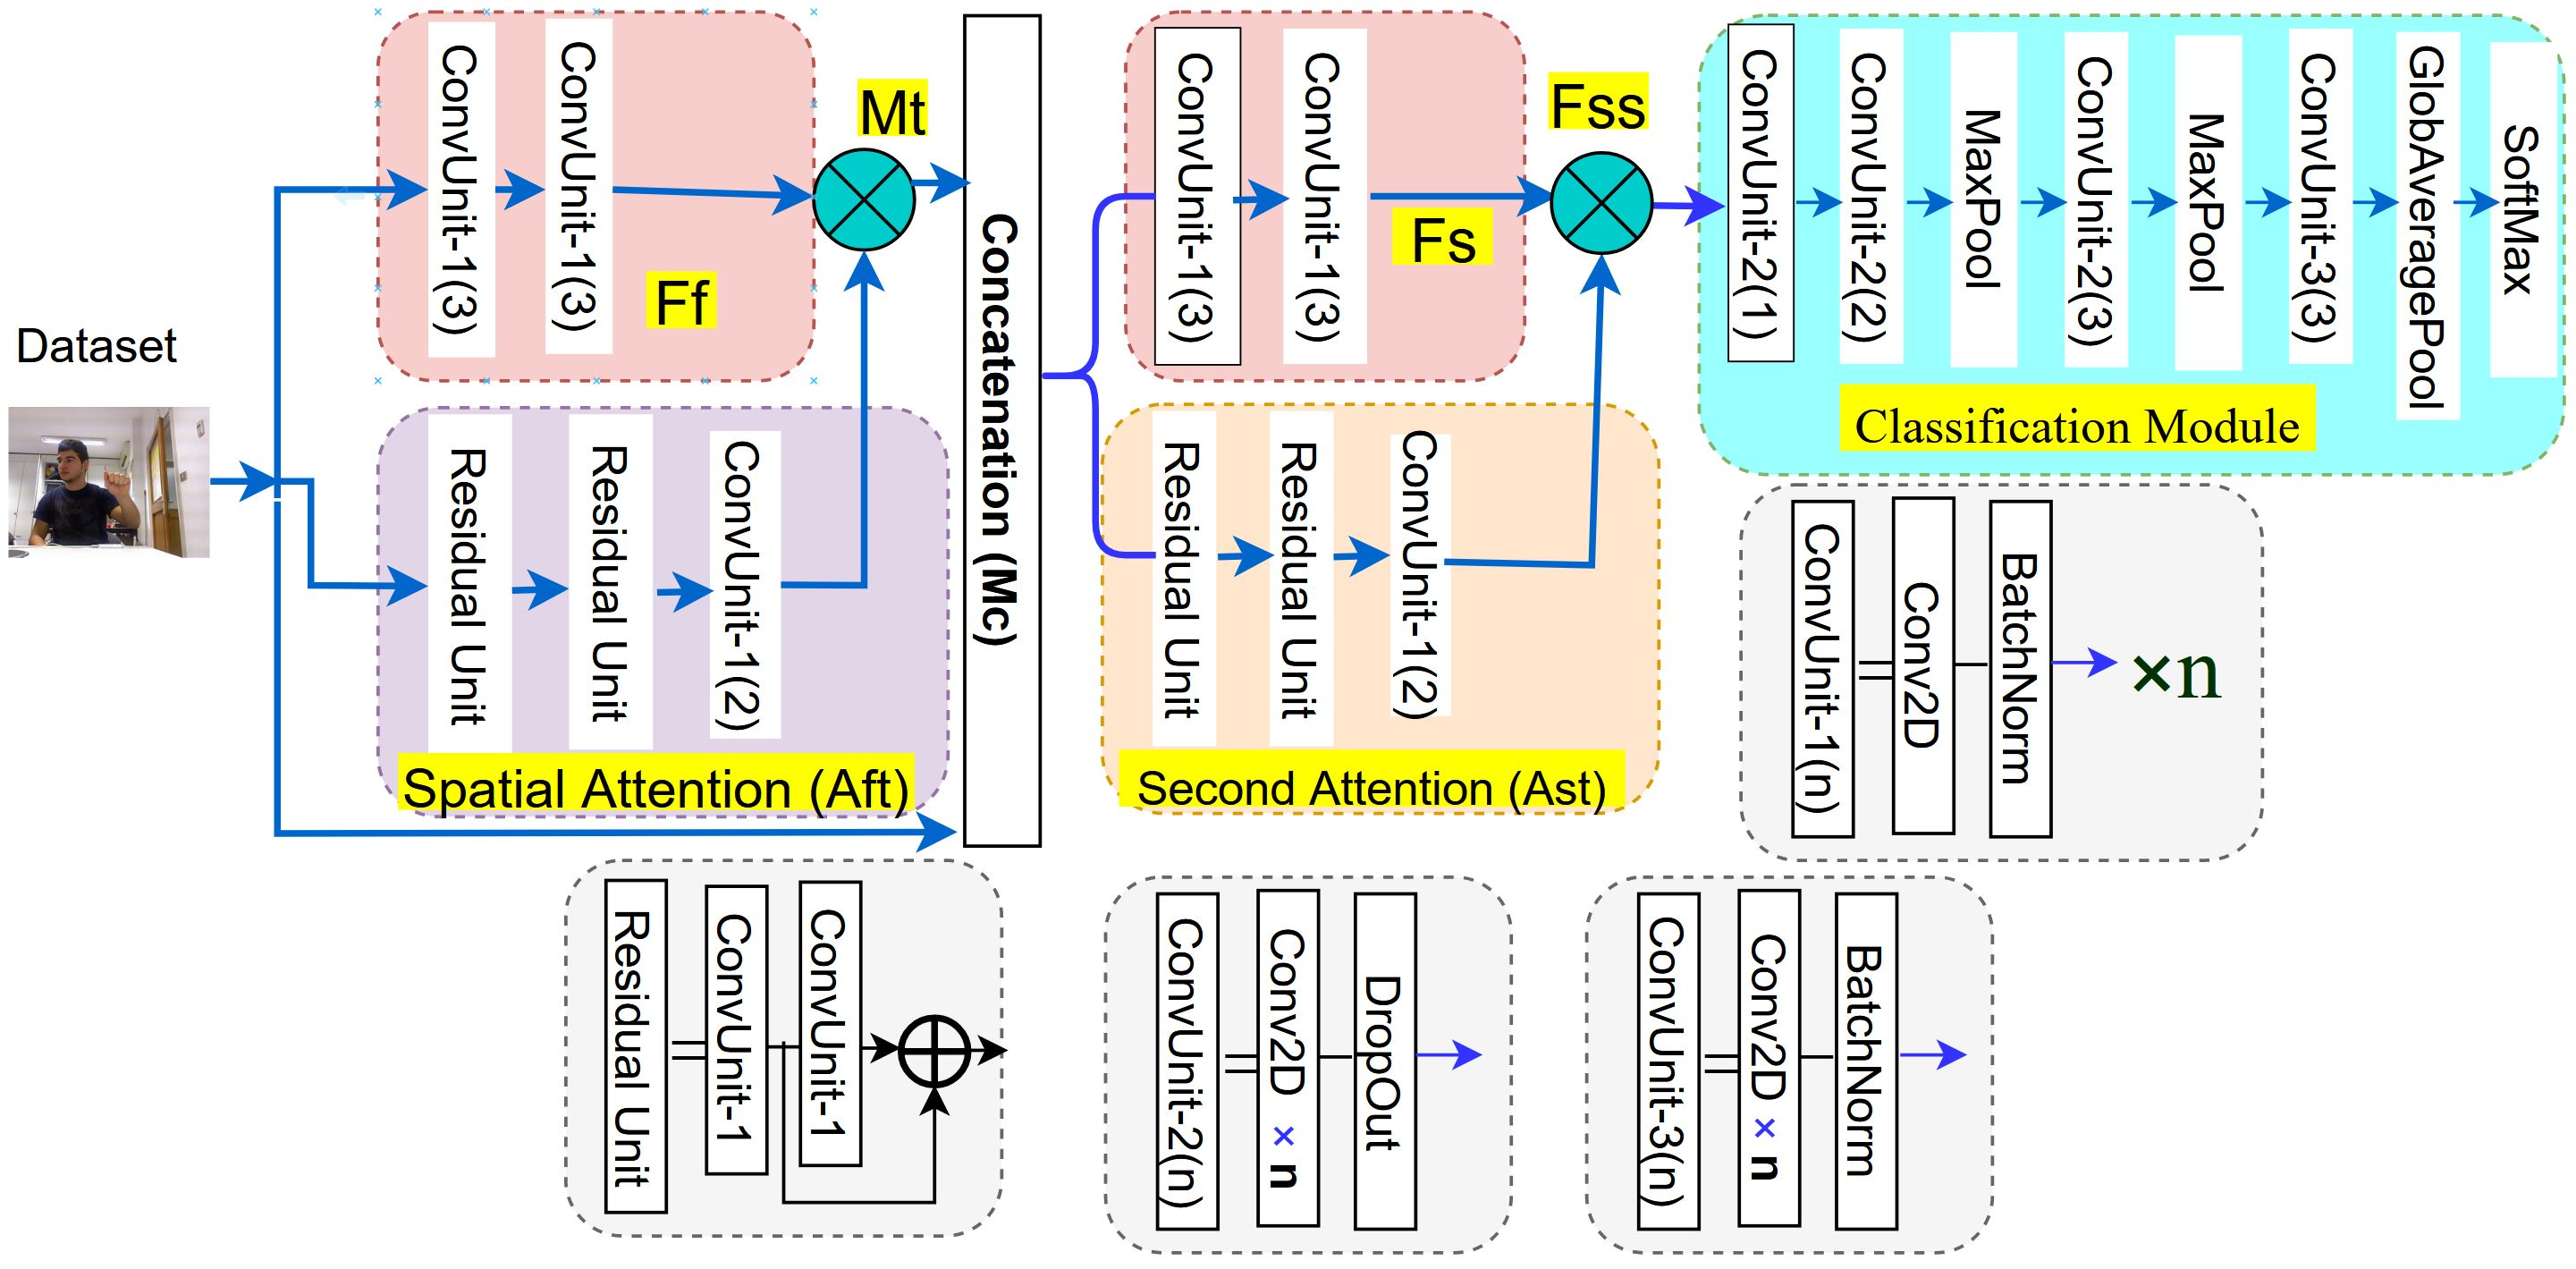 Dataset
ConvUnit-1(3)
ConvUnit-1(3)
Ff
Mt
Residual Unit
Residual Unit
ConvUnit-1(2)
Spatial Attention (Aft)
Concatenation (Mc)
ConvUnit-1(3)
ConvUnit-1(3)
Fs
Fss
Residual Unit
Residual Unit
ConvUnit-1(2)
Second Attention (Ast)
ConvUnit-2(1)
ConvUnit-2(2)
MaxPool
ConvUnit-2(3)
MaxPool
ConvUnit-3(3)
GlobAveragePool
SoftMax
Classification Module
ConvUnit-1(n)
=
Conv2D
BatchNorm
×n
Residual Unit
=
ConvUnit-1
ConvUnit-1
ConvUnit-2(n)
=
Conv2D × n
DropOut
ConvUnit-3(n)
=
Conv2D × n
BatchNorm